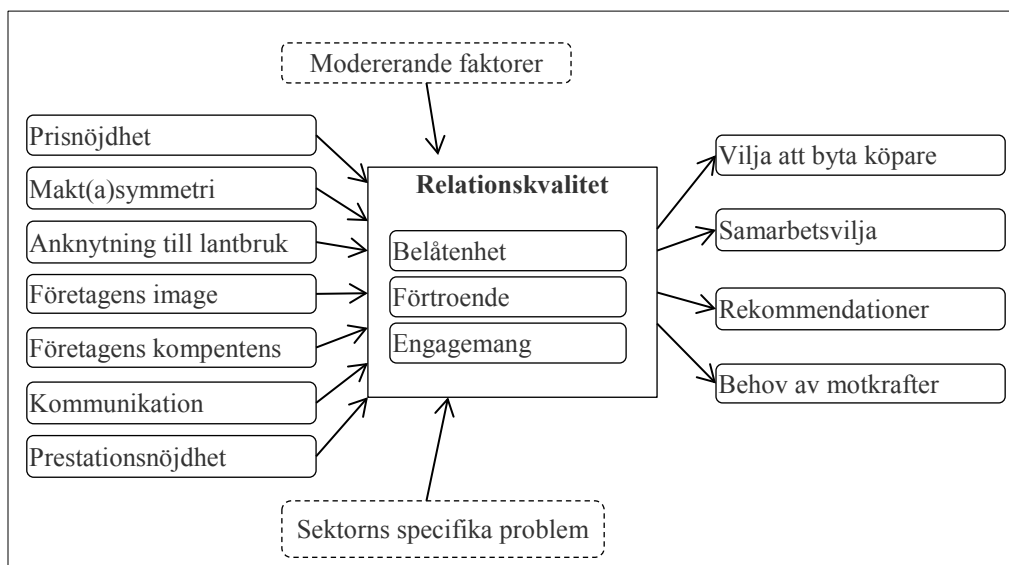 Modererande faktorer
Prisnöjdhet
Makt(a)symmetri
Anknytning till lantbruk
Företagens image
Företagens kompentens
Kommunikation
Prestationsnöjdhet
Relationskvalitet
Belåtenhet
Förtroende
Engagemang
Vilja att byta köpare
Samarbetsvilja
Rekommendationer
Behov av motkrafter
Sektorns specifika problem